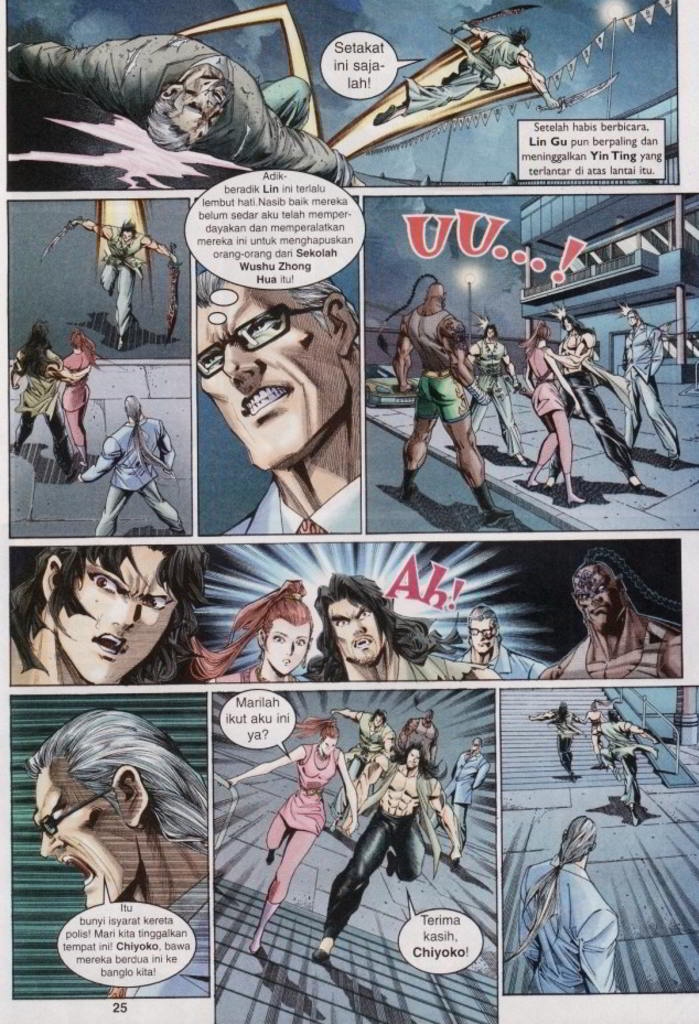 Setakat
ini saja-
lah!
Setelah habis berbicara,
Lin Gu pun berpaling dan
meninggalkan Yin Ting yang
terlantar di atas lantai itu.
Adik-
beradik Lin ini terlalu
lembut hati. Nasib baik mereka
belum sedar aku telah memper-
dayakan dan memperalatkan
mereka ini untuk menghapuskan
orang-orang dari Sekolah
Wushu Zhong
Hua itu!
UU....!
Ah!
Itu
bunyi isyarat kereta
polis! Mari kita tinggalkan
tempat ini! Chiyoko, bawa
mereka berdua ini ke
banglo kita!
Marilah
ikut aku ini
ya?
Terima
kasih,
Chiyoko!
25